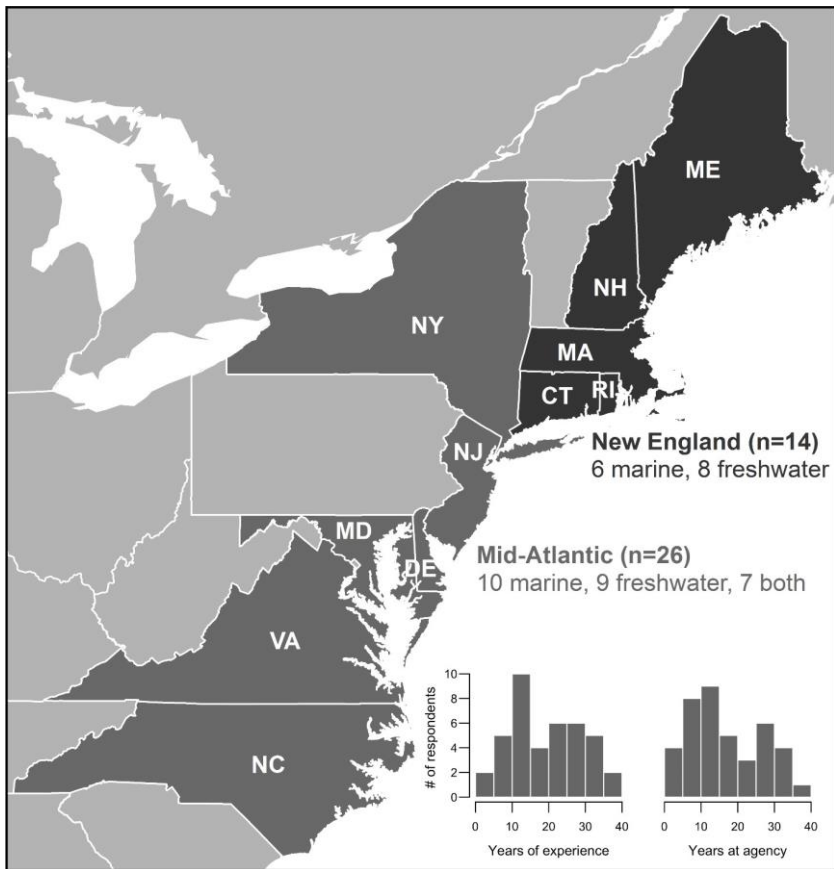 ME
NH
NY
MA
CT
RI
New England (n=14)
6 marine, 8 freshwater
NJ
MD
Mid-Atlantic (n=26)
DE
10 marine, 9 freshwater, 7 both
VA
NC
# of respondents
10
8
6
4
2
0
0 10 20 30 40
Years of experience
0 10 20 30 40
Years at agency